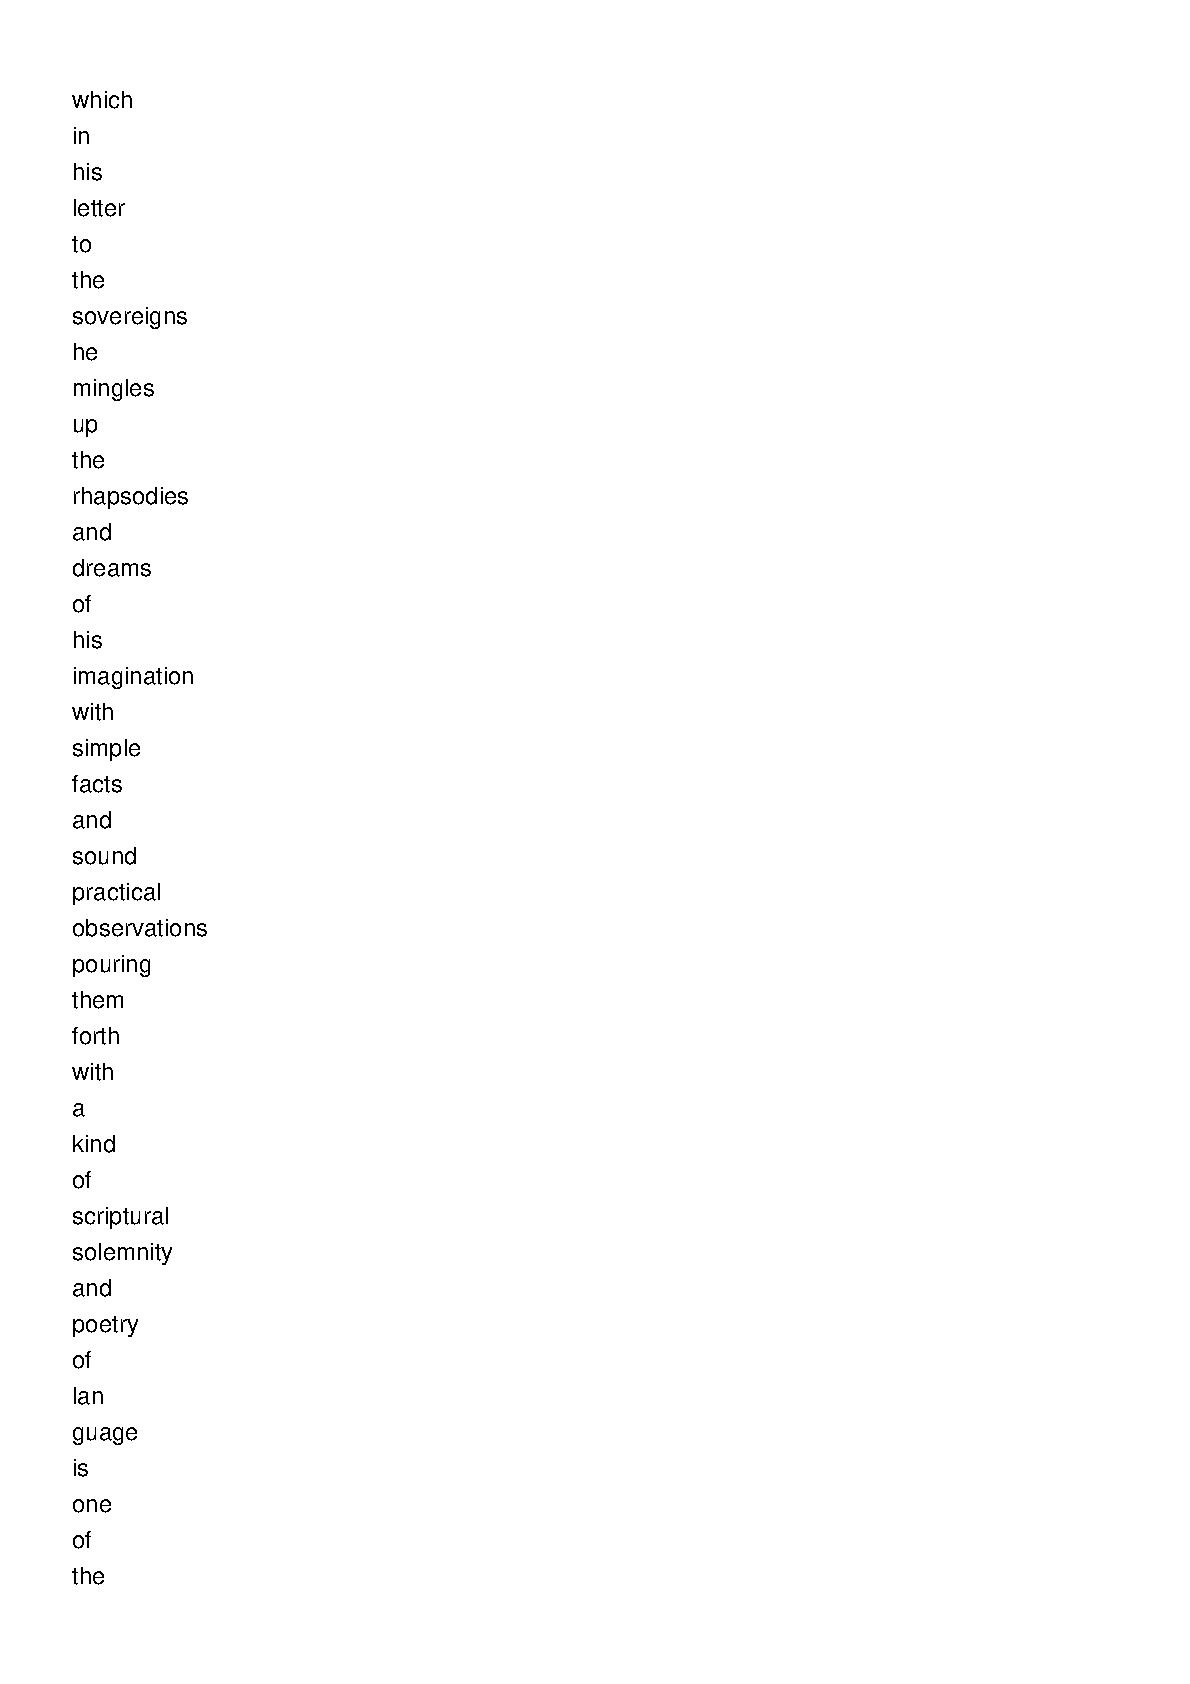 which
in
his
letter
to
the
sovereigns
he
mingles
up
the
rhapsodies
and
dreams
of
his
imagination
with
simple
facts
and
sound
practical
observations
pouring
them
forth
with
a
kind
of
scriptural
solemnity
and
poetry
of
lan
guage
is
one
of
the